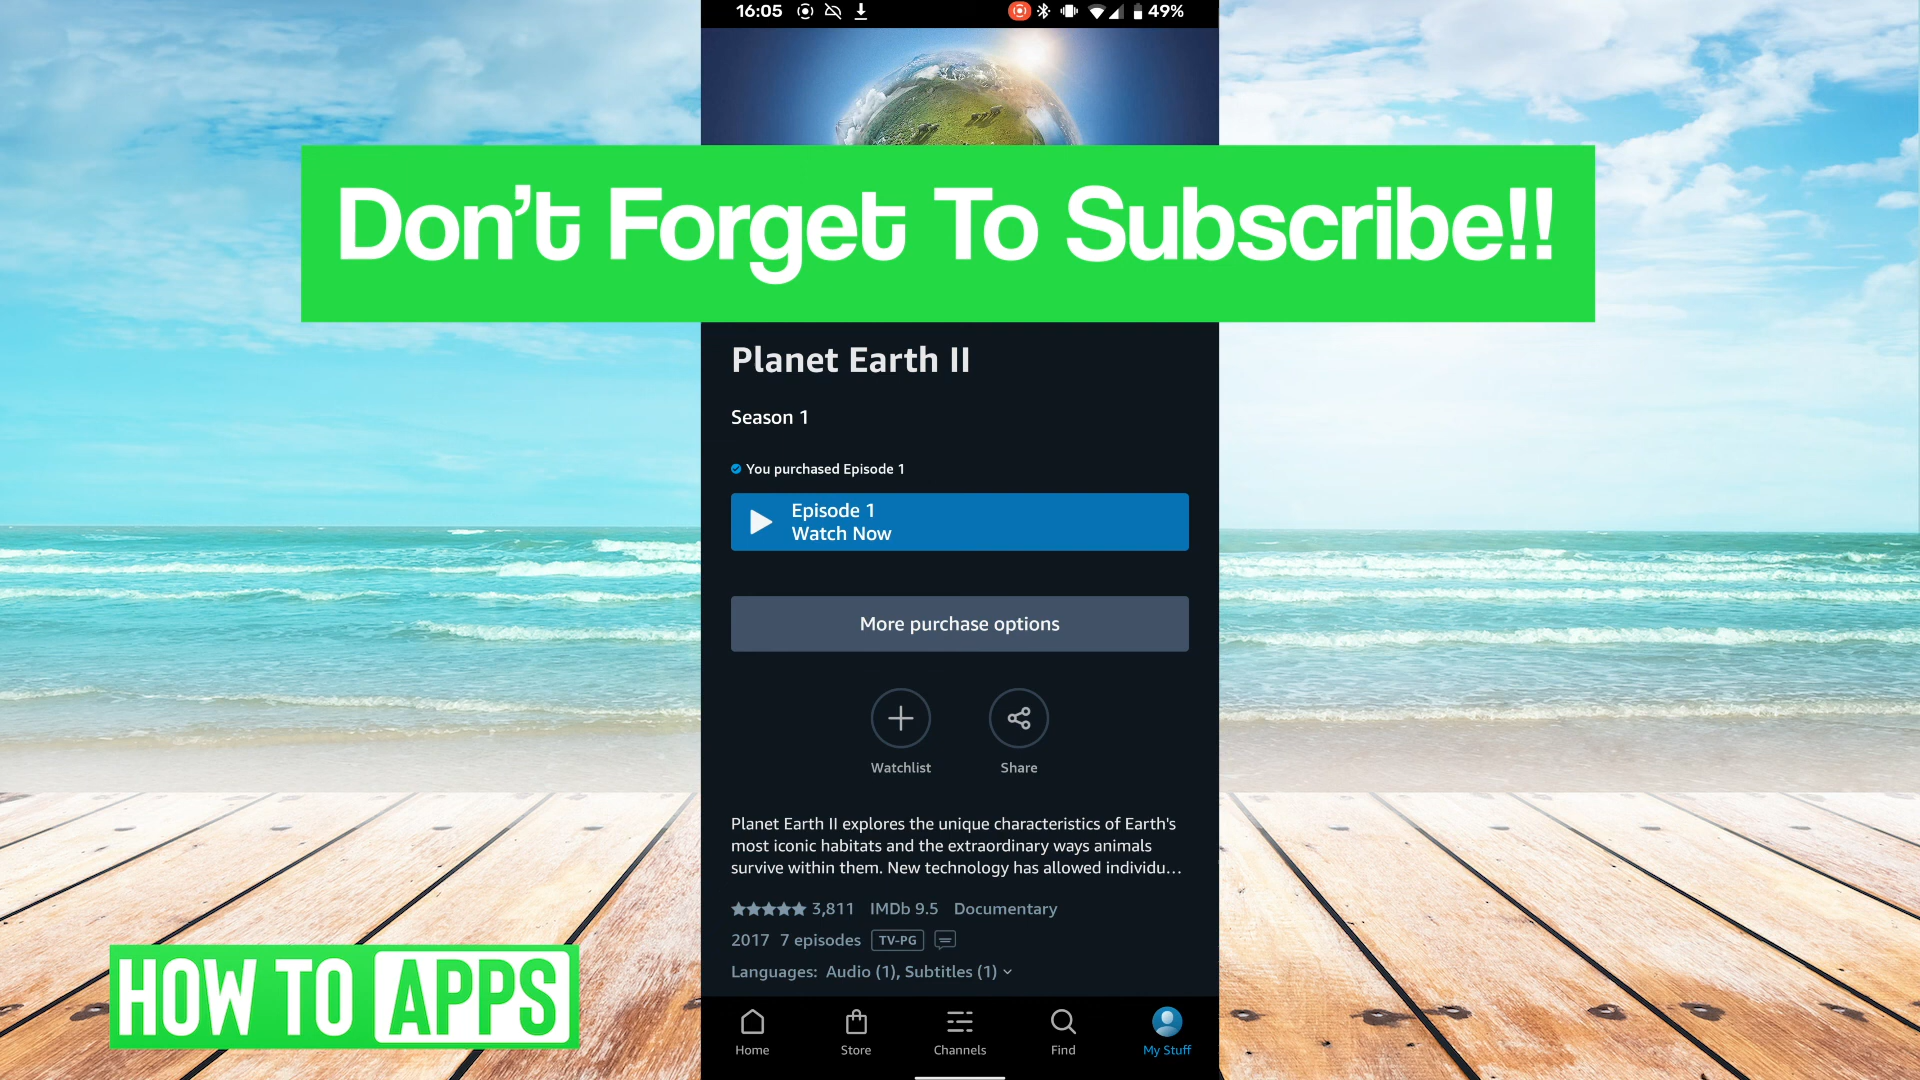 16:05
49%
Don't Forget To Subscribe!!
Planet Earth II
Season 1
You purchased Episode 1
Episode 1
Watch Now
More purchase options
Watchlist
Share
Planet Earth II explores the unique characteristics of Earth's
most iconic habitats and the extraordinary ways animals
survive within them. New technology has allowed individu...
3,811 IMDb 9.5 Documentary
2017 7 episodes TV-PG
Languages: Audio (1), Subtitles (1)
HOW TO APPS
Home
Store
Channels
Find
My Stuff